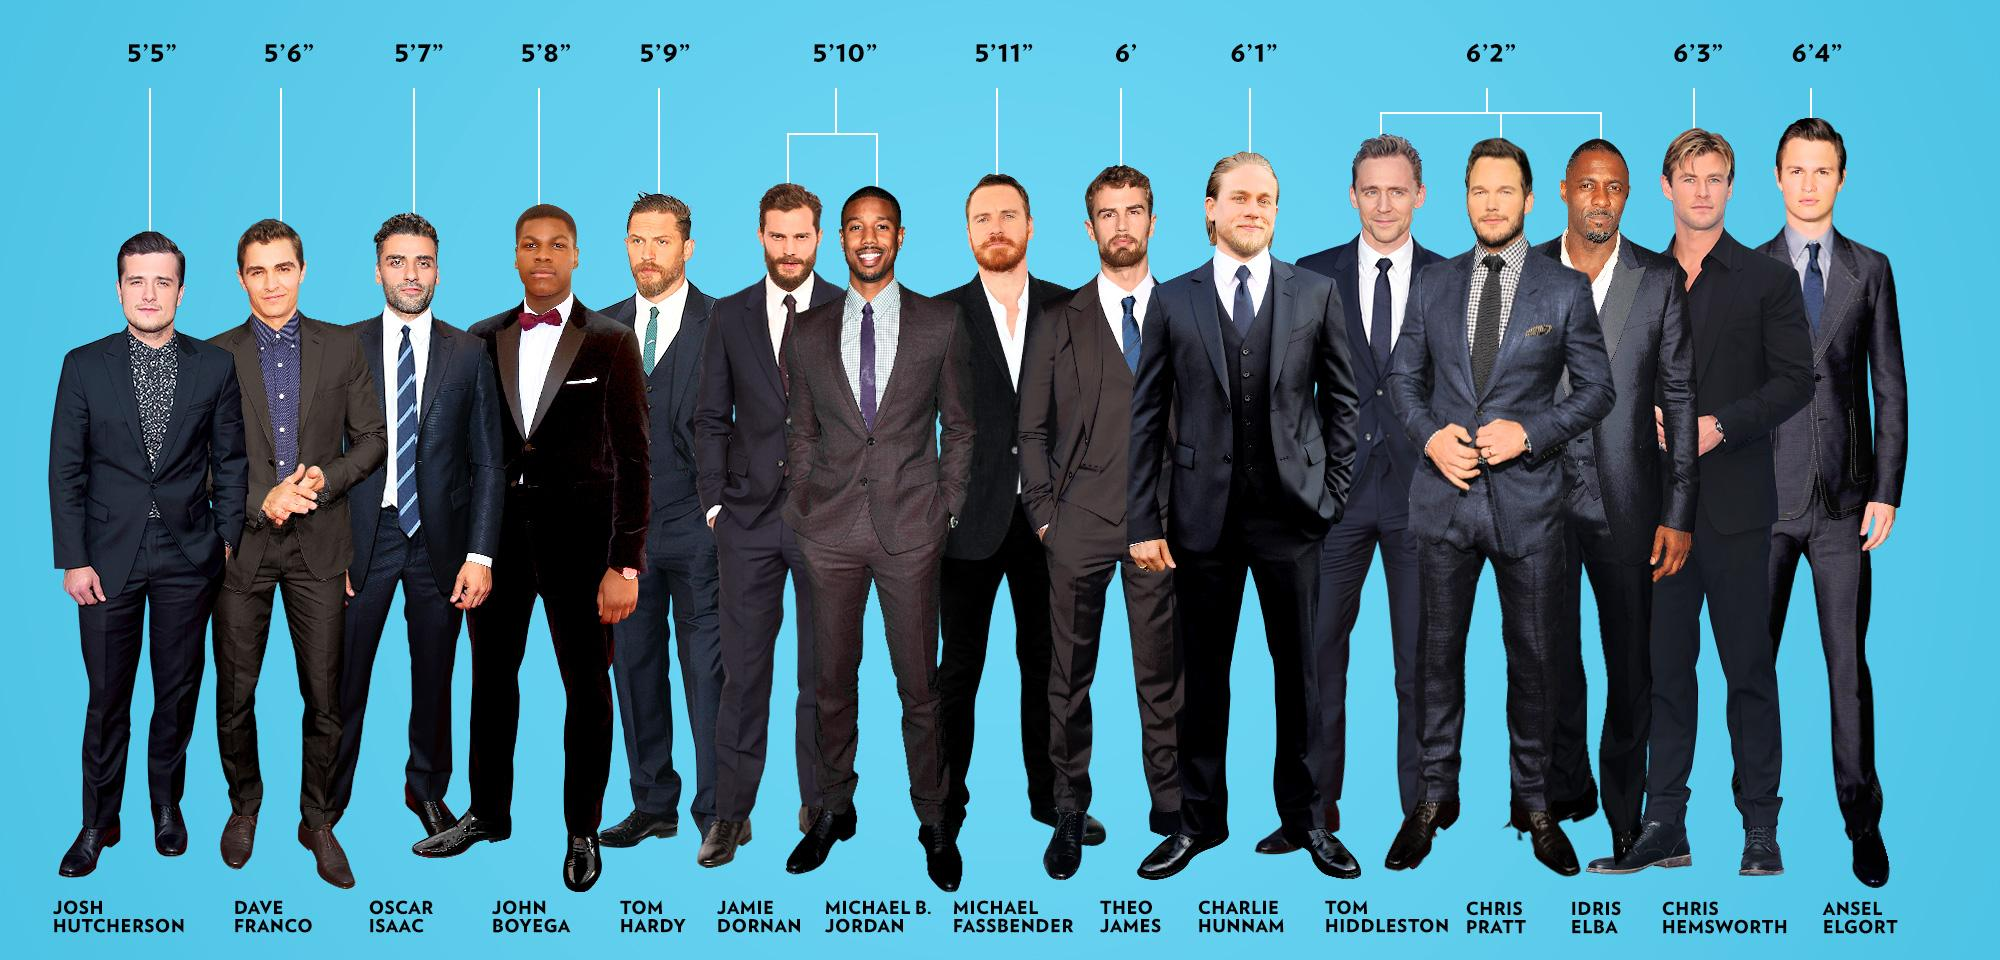 5'5”
5'6”
5'7”
5'8”
5'9”
5'10”
5'11”
6'
6'1”
6'2”
6'3”
6'4”
JOSH
HUTCHERSON
DAVE
FRANCO
OSCAR
ISAAC
JOHN
BOYEGA
TOM
HARDY
JAMIE
DORNAN
MICHAEL B.
JORDAN
MICHAEL
FASSBENDER
THEO
JAMES
CHARLIE
HUNNAM
TOM
HIDDLESTON
CHRIS
PRATT
IDRIS
ELBA
CHRIS
HEMSWORTH
ANSEL
ELGORT